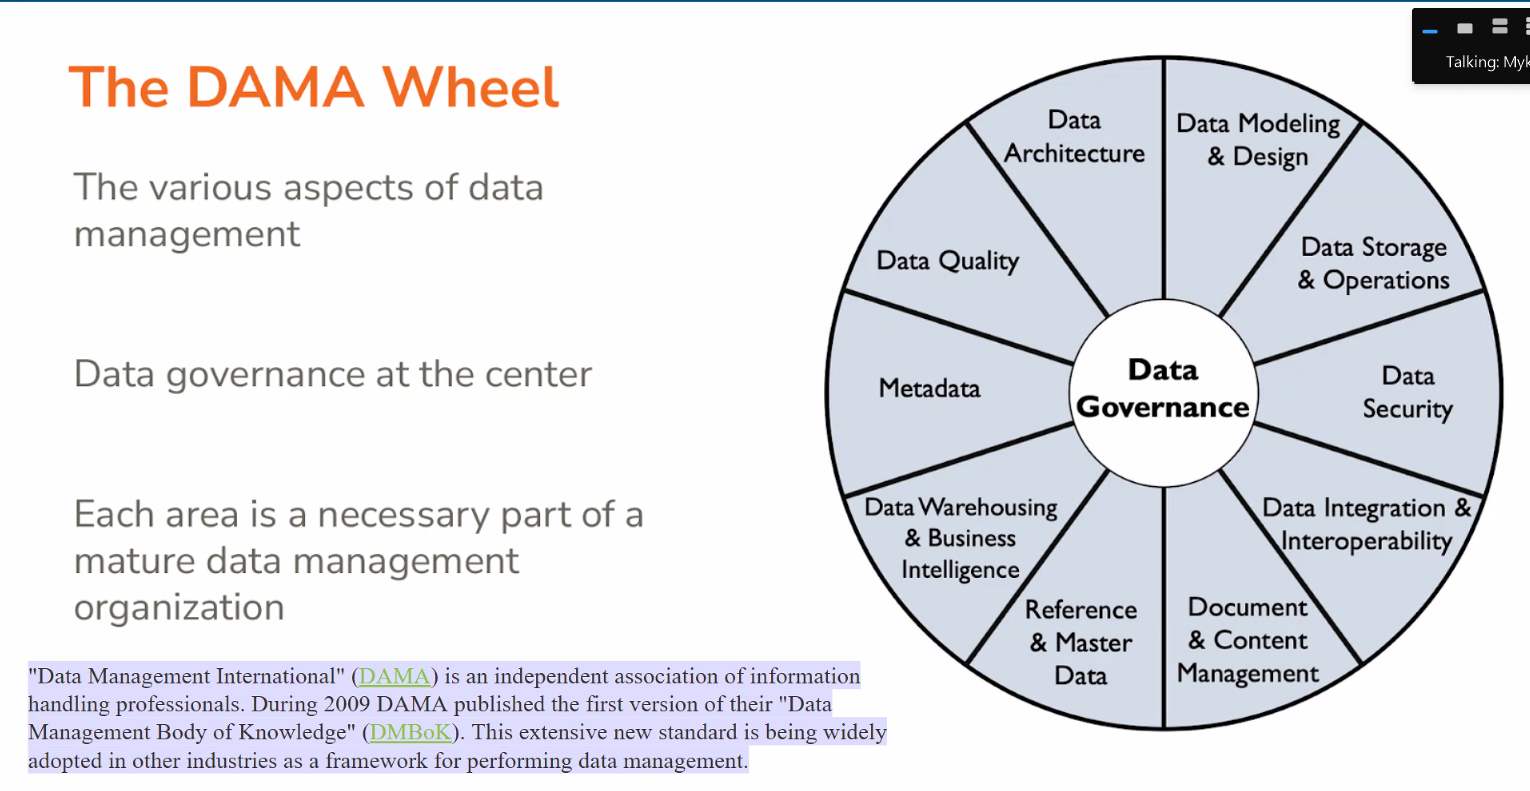 The DAMA Wheel
The various aspects of data
management
Data governance at the center
Each area is a necessary part of a
mature data management
organization
"Data Management International" (DAMA) is an independent association of information
handling professionals. During 2009 DAMA published the first version of their "Data
Management Body of Knowledge" (DMBoK). This extensive new standard is being widely
adopted in other industries as a framework for performing data management.
Data
Architecture
Data Modeling
& Design
Data Storage
& Operations
Data
Security
Data Integration &
Interoperability
Document
& Content
Management
Reference
& Master
Data
Data Warehousing
& Business
Intelligence
Metadata
Data Quality
Data
Governance
Talking: Myk